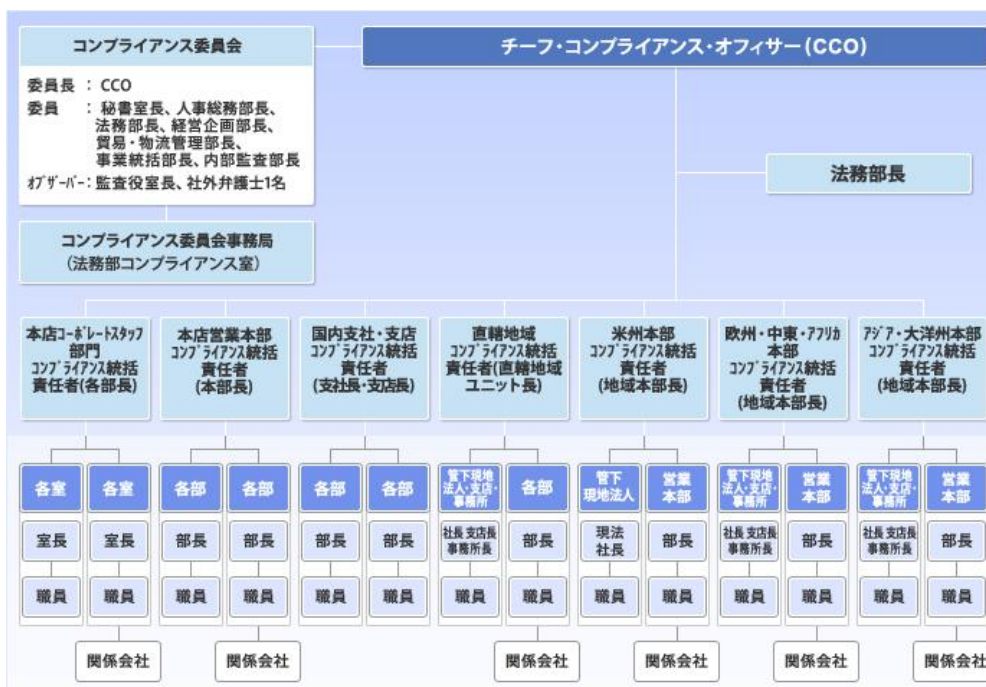 コンプライアンス委員会
チーフ・コンプライアンス・オフィサー(CCO)
委員長 : CCO
委員 : 秘書室長、人事総務部長、
法務部長、経営企画部長、
貿易・物流管理部長、
事業統括部長、内部監査部長
ｵﾌﾞｻﾞｰﾊﾞｰ:監査役室長、社外弁護士1名
法務部長
コンプライアンス委員会事務局
(法務部コンプライアンス室)
本店ｺｰﾎﾟﾚｰﾄｽﾀｯﾌ
部門
ｺﾝﾌﾟﾗｲｱﾝｽ統括
責任者(各部長)
本店営業本部
ｺﾝﾌﾟﾗｲｱﾝｽ統括
責任者
(本部長)
国内支社・支店
ｺﾝﾌﾟﾗｲｱﾝｽ統括
責任者
(支社長・支店長)
直轄地域
ｺﾝﾌﾟﾗｲｱﾝｽ統括
責任者(直轄地域
ユニット長)
米州本部
ｺﾝﾌﾟﾗｲｱﾝｽ統括
責任者
(地域本部長)
欧州・中東・ｱﾌﾘｶ
本部
ｺﾝﾌﾟﾗｲｱﾝｽ統括
責任者
(地域本部長)
ｱｼﾞｱ・大洋州本部
ｺﾝﾌﾟﾗｲｱﾝｽ統括
責任者
(地域本部長)
各室
各室
各部
各部
各部
各部
管下現地
法人・支店・
事務所
各部
管下
現地法人
営業
本部
管下現地
法人・支店・
事務所
営業
本部
管下現地
法人・支店・
事務所
営業
本部
室長
室長
部長
部長
部長
部長
社長 支店長
事務所長
部長
現法
社長
部長
社長 支店長
事務所長
部長
社長 支店長
事務所長
部長
職員
職員
職員
職員
職員
職員
職員
職員
職員
職員
職員
職員
職員
職員
関係会社
関係会社
関係会社
関係会社
関係会社
関係会社